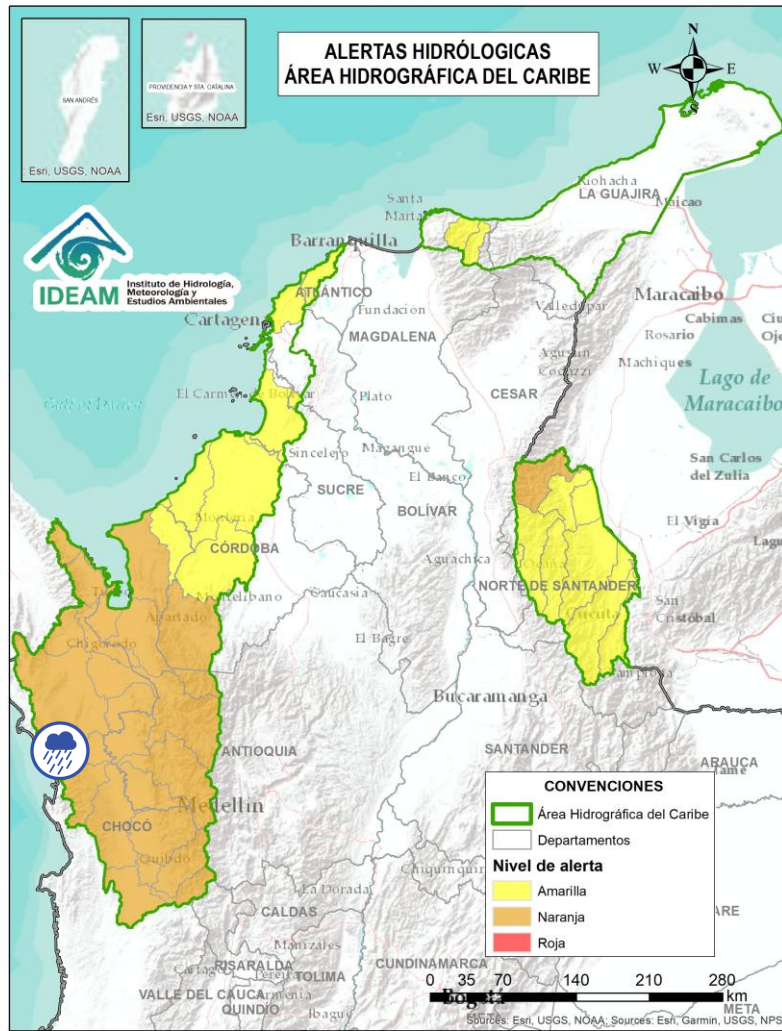 ALERTAS HIDRÓLOGICAS
ÁREA HIDROGRÁFICA DEL CARIBE
N
W
E
S
SAN ANDRÉS
PROVIDENCIA Y STA. CATALINA
Esri, USGS, NOAA
Esri, USGS, NOAA
IDEAM
Instituto de Hidrología,
Meteorología y
Estudios Ambientales
Santa
Marta
Riohacha
LA GUAJIRA
Maicao
Barranquilla
ATLÁNTICO
Cartagen
Fundación
MAGDALENA
Valledupar
Maracaibo
Cabimas
Rosario
Machiques
Agustín
Codazzi
CESAR
Lago de
Maracaibo
El Carmen de Bolívar
Plato
Sincelejo
Magangue
San Carlos
del Zulia
El Banco
SUCRE
BOLÍVAR
Montería
CÓRDOBA
El Vigía
Aguachica
Ocaña
NORTE DE SANTANDER
Montelíbano
Caucasia
Apartado
San
Cristóbal
Cúcuta
Chigorodo
El Bagre
Bucaramanga
ANTIOQUIA
SANTANDER
ARAUCA
CHOCÓ
Medellín
Quibdó
CONVENCIONES
Área Hidrográfica del Caribe
Departamentos
Nivel de alerta
Amarilla
Naranja
Roja
Chiquinqui
La Dorada
CALDAS
Manizales
RISARALDA
Pereira
TOLIMA
CUNDINAMARCA
VALLE DEL CAUCA
Armenia
QUINDÍO
Ibagué
Bogotá
META
META
0 35 70 140 210 280
km
Sources: Esri, USGS, NOAA; Sources: Esri, Garmin, USGS, NPS